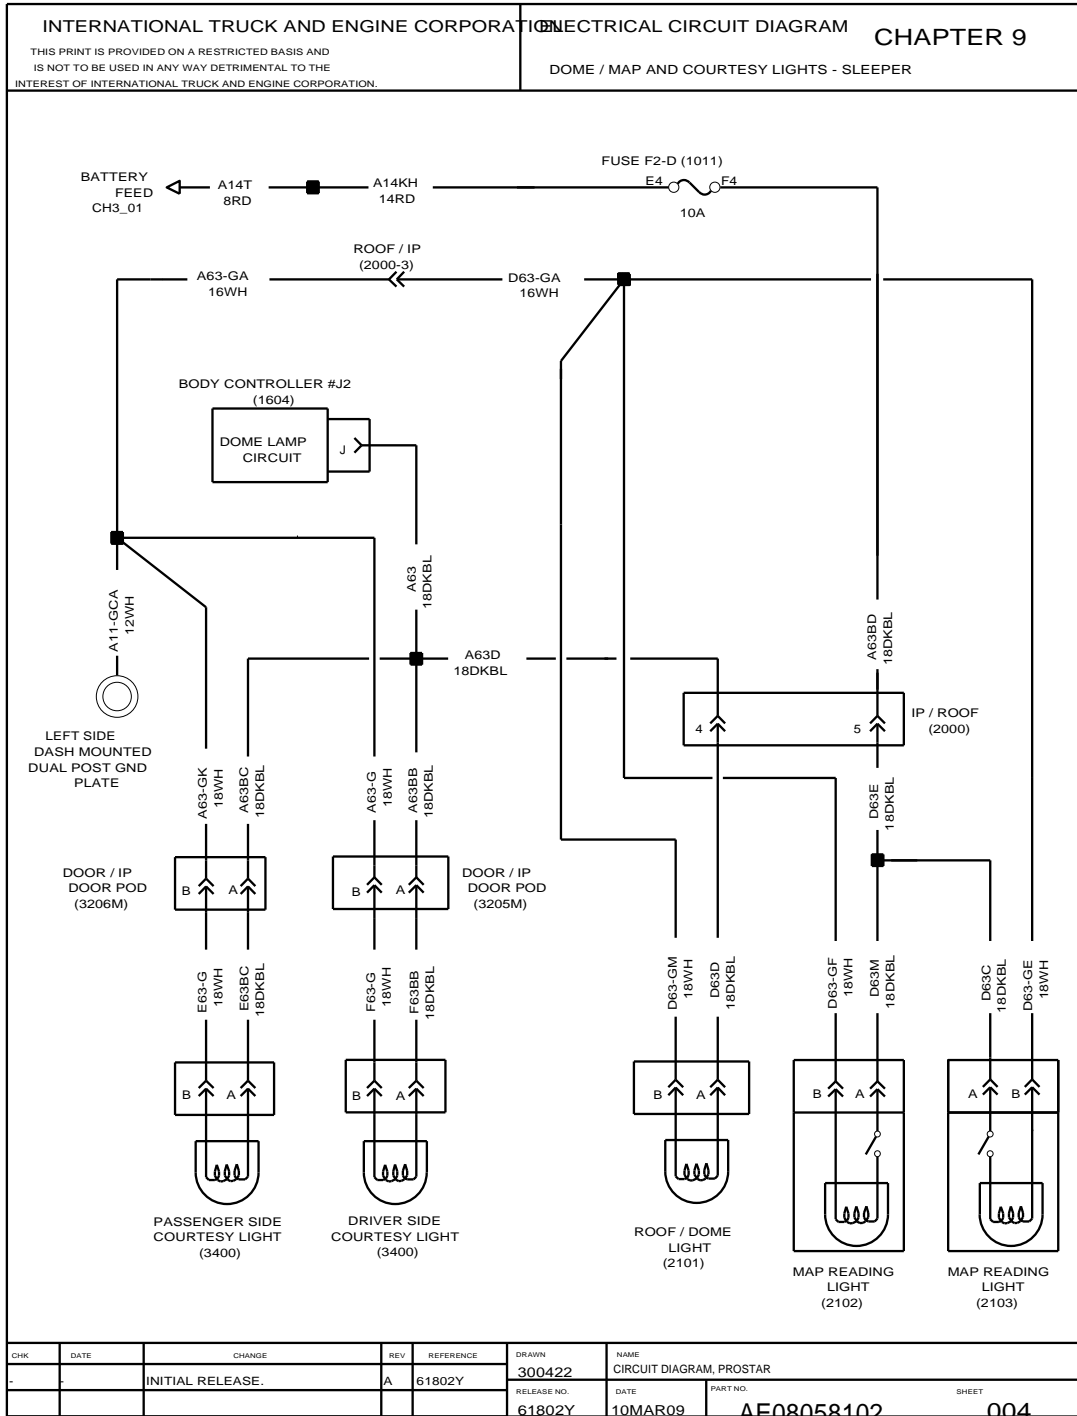 INTERNATIONAL TRUCK AND ENGINE CORPORATION
THIS PRINT IS PROVIDED ON A RESTRICTED BASIS AND
IS NOT TO BE USED IN ANY WAY DETRIMENTAL TO THE
INTEREST OF INTERNATIONAL TRUCK AND ENGINE CORPORATION.
ELECTRICAL CIRCUIT DIAGRAM
CHAPTER 9
DOME / MAP AND COURTESY LIGHTS - SLEEPER
BATTERY
FEED
CH3_01
A14T
8RD
A14KH
14RD
FUSE F2-D (1011)
E4
F4
10A
ROOF / IP
(2000-3)
A63-GA
16WH
D63-GA
16WH
BODY CONTROLLER #J2
(1604)
DOME LAMP
CIRCUIT
J
A63
18DKBL
A11-GCA
12WH
A63BD
18DKBL
A63D
18DKBL
LEFT SIDE
DASH MOUNTED
DUAL POST GND
PLATE
4
5
IP / ROOF
(2000)
A63-GK
18WH
A63BC
18DKBL
A63-G
18WH
A63BB
18DKBL
D63E
18DKBL
DOOR / IP
DOOR POD
(3206M)
B
A
B
A
DOOR / IP
DOOR POD
(3205M)
E63-G
18WH
E63BC
18DKBL
F63-G
18WH
F63BB
18DKBL
D63-GM
18WH
D63D
18DKBL
D63-GF
18WH
D63M
18DKBL
D63C
18DKBL
D63-GE
18WH
B
A
B
A
B
A
B
A
A
B
PASSENGER SIDE
COURTESY LIGHT
(3400)
DRIVER SIDE
COURTESY LIGHT
(3400)
ROOF / DOME
LIGHT
(2101)
MAP READING
LIGHT
(2102)
MAP READING
LIGHT
(2103)
CHK
DATE
CHANGE
REV
REFERENCE
-
-
INITIAL RELEASE.
A
61802Y
DRAWN
300422
NAME
CIRCUIT DIAGRAM, PROSTAR
RELEASE NO.
61802Y
DATE
10MAR09
PART NO.
AE08058102
SHEET
004